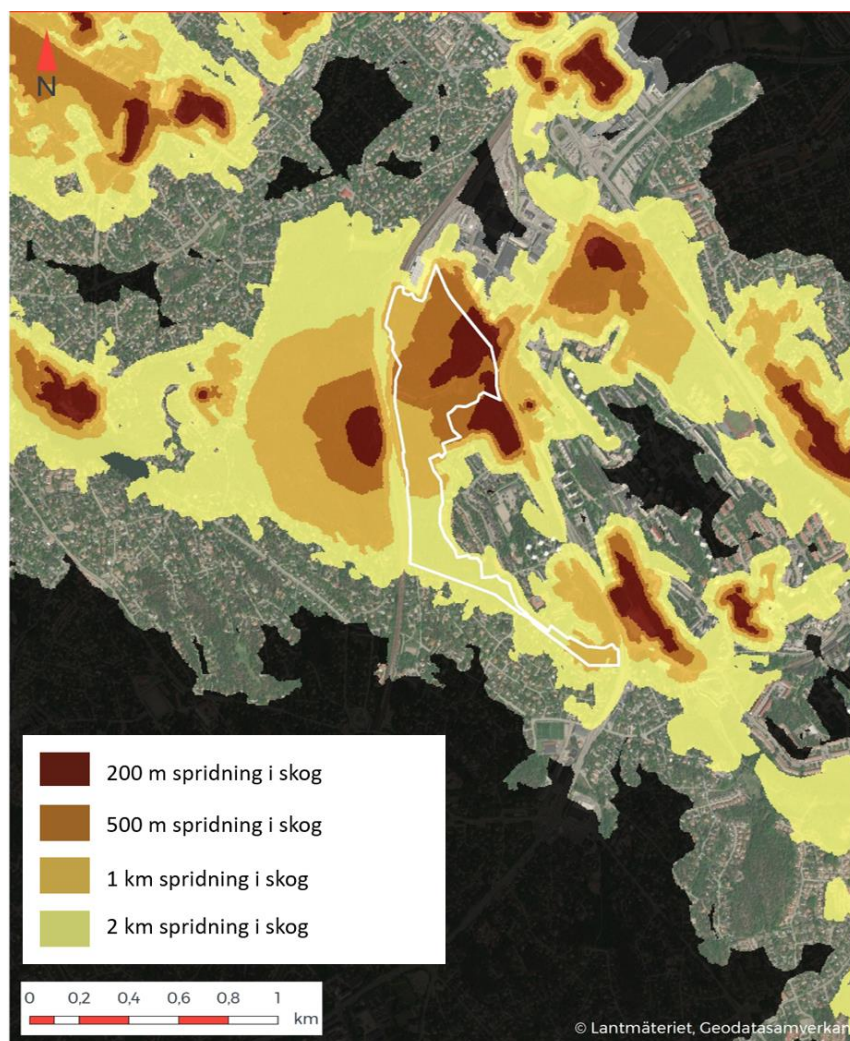 N
200 m spridning i skog
500 m spridning i skog
1 km spridning i skog
2 km spridning i skog
0 0,2 0,4 0,6 0,8 1
km
© Lantmäteriet, Geodatasamverkan